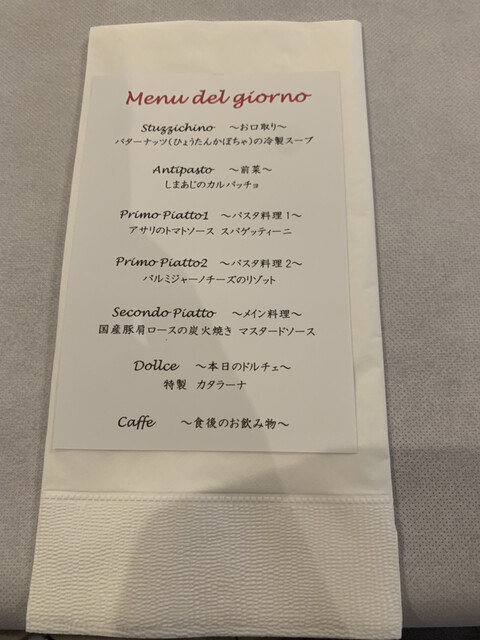 Menu del giorno
Stuzzichino ～お口取り～
バターナッツ(ひょうたんかぼちゃ)の冷製スープ
Antipasto ～前菜～
しまあじのカルパッチョ
Primo Piatto1 ～パスタ料理1～
アサリのトマトソース スパゲッティーニ
Primo Piatto2 ～パスタ料理2～
パルミジャーノチーズのリゾット
Secondo Piatto ～メイン料理～
国産豚肩ロースの炭火焼き マスタードソース
Dollce ～本日のドルチェ～
特製 カタラーナ
Caffe ～食後のお飲み物～